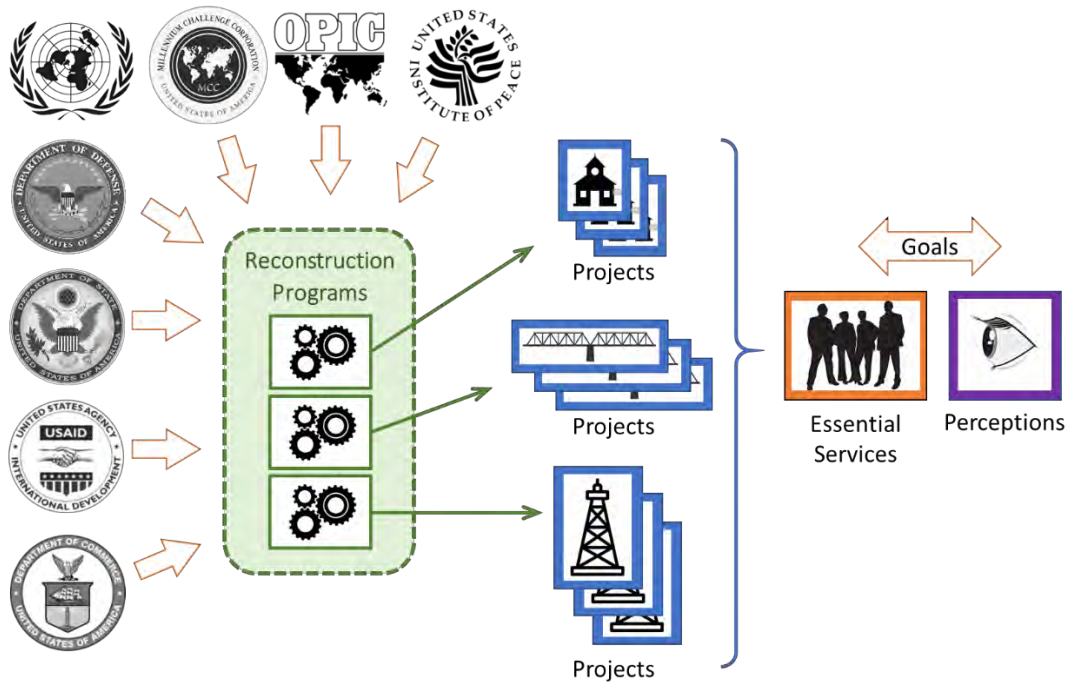 MILLENNIUM CHALLENGE CORPORATION
MCC
UNITED STATES OF AMERICA
OPIC
UNITED STATES
INSTITUTE OF PEACE
DEPARTMENT OF DEFENSE
UNITED STATES OF AMERICA
DEPARTMENT OF STATE
UNITED STATES OF AMERICA
UNITED STATES AGENCY
USAID
INTERNATIONAL DEVELOPMENT
DEPARTMENT OF COMMERCE
UNITED STATES OF AMERICA
Reconstruction
Programs
Projects
Projects
Projects
Goals
Essential
Services
Perceptions